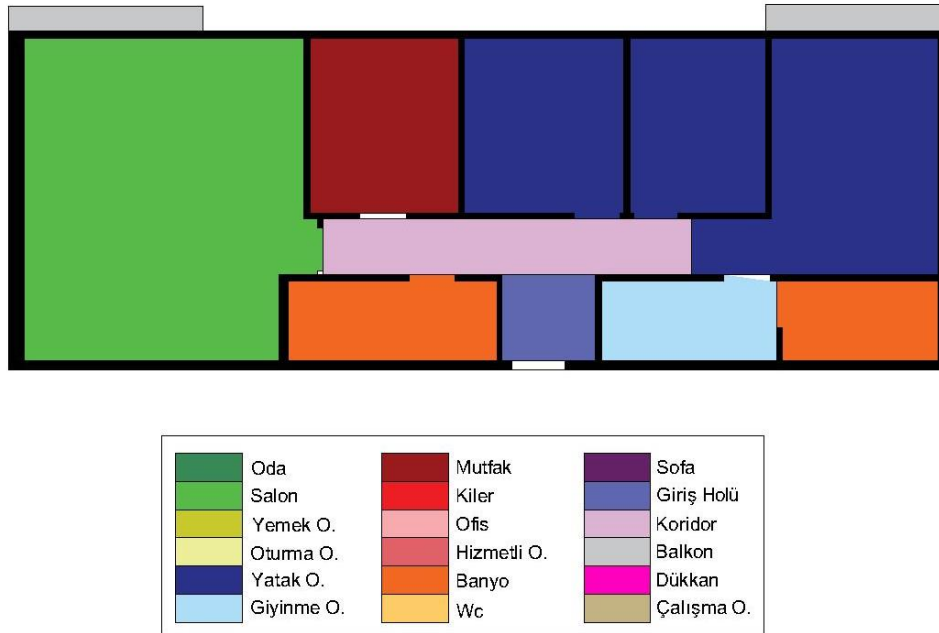 Oda
Salon
Yemek O.
Oturma O.
Yatak O.
Giyinme O.
Mutfak
Kiler
Ofis
Hizmetli O.
Banyo
Wc
Sofa
Giriş Holü
Koridor
Balkon
Dükkan
Çalışma O.